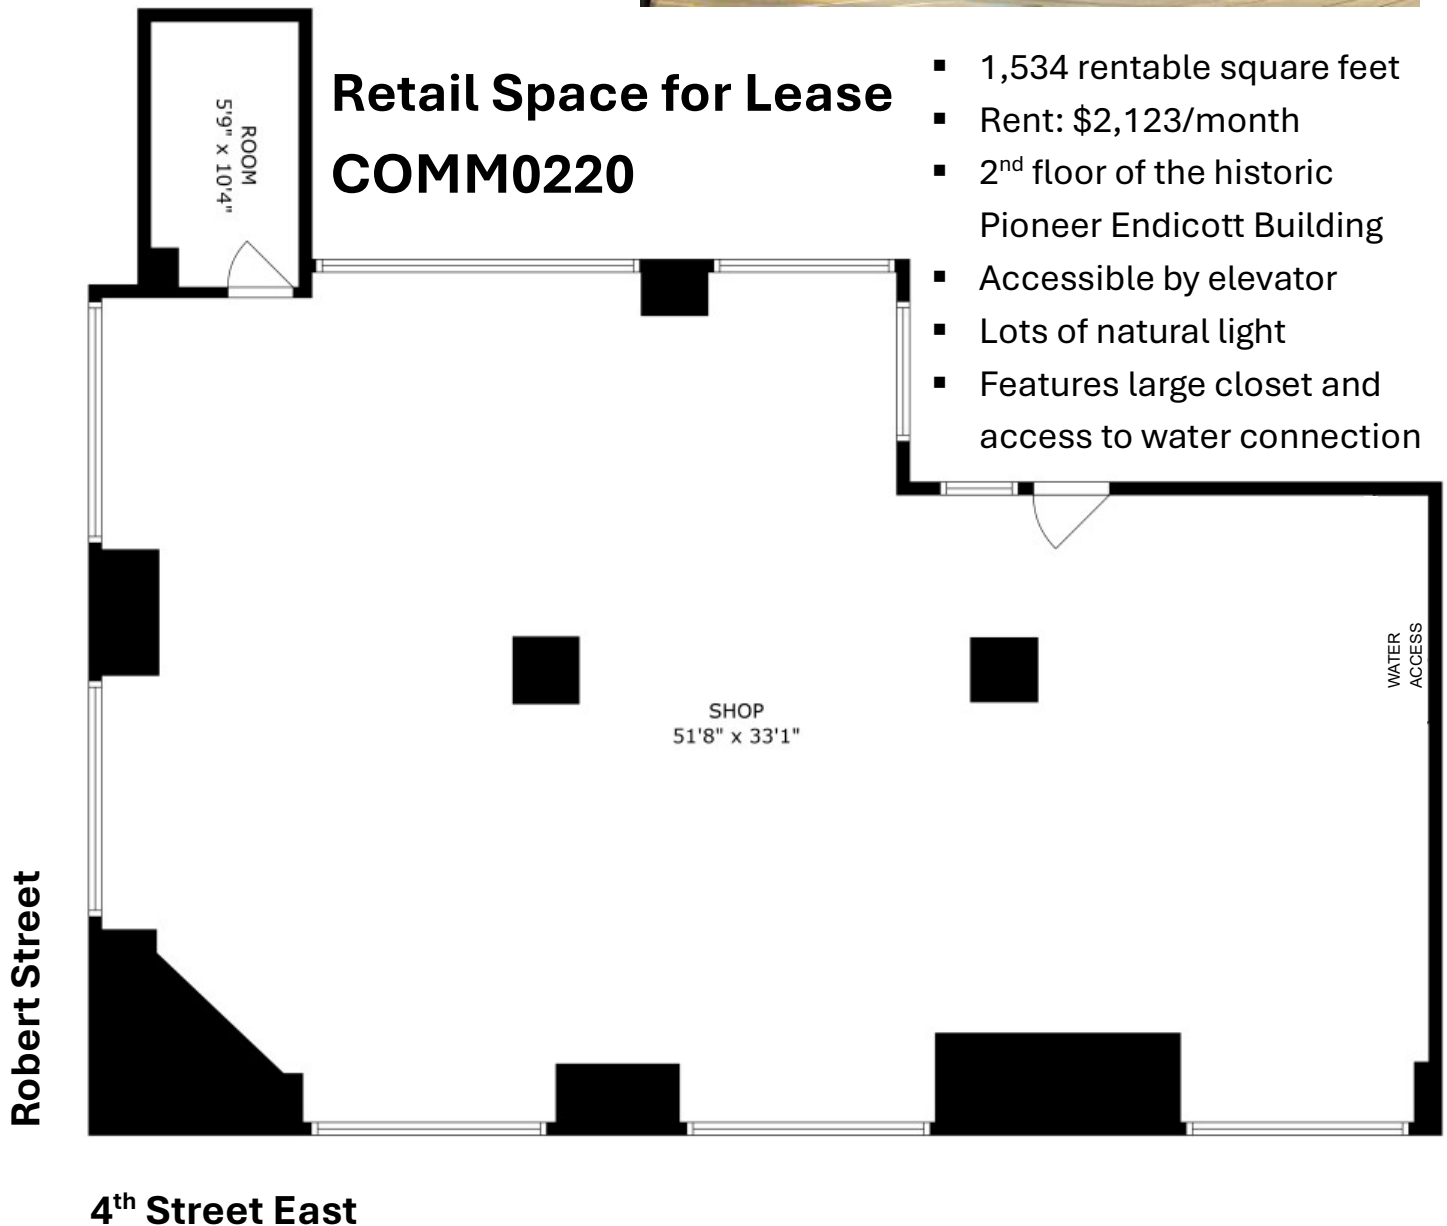 Retail Space for Lease
COMM0220
▪ 1,534 rentable square feet
▪ Rent: $2,123/month
▪ 2nd floor of the historic
Pioneer Endicott Building
▪ Accessible by elevator
▪ Lots of natural light
▪ Features large closet and
access to water connection
ROOM
5'9" x 10'4"
WATER
ACCESS
SHOP
51'8" x 33'1"
Robert Street
4th Street East